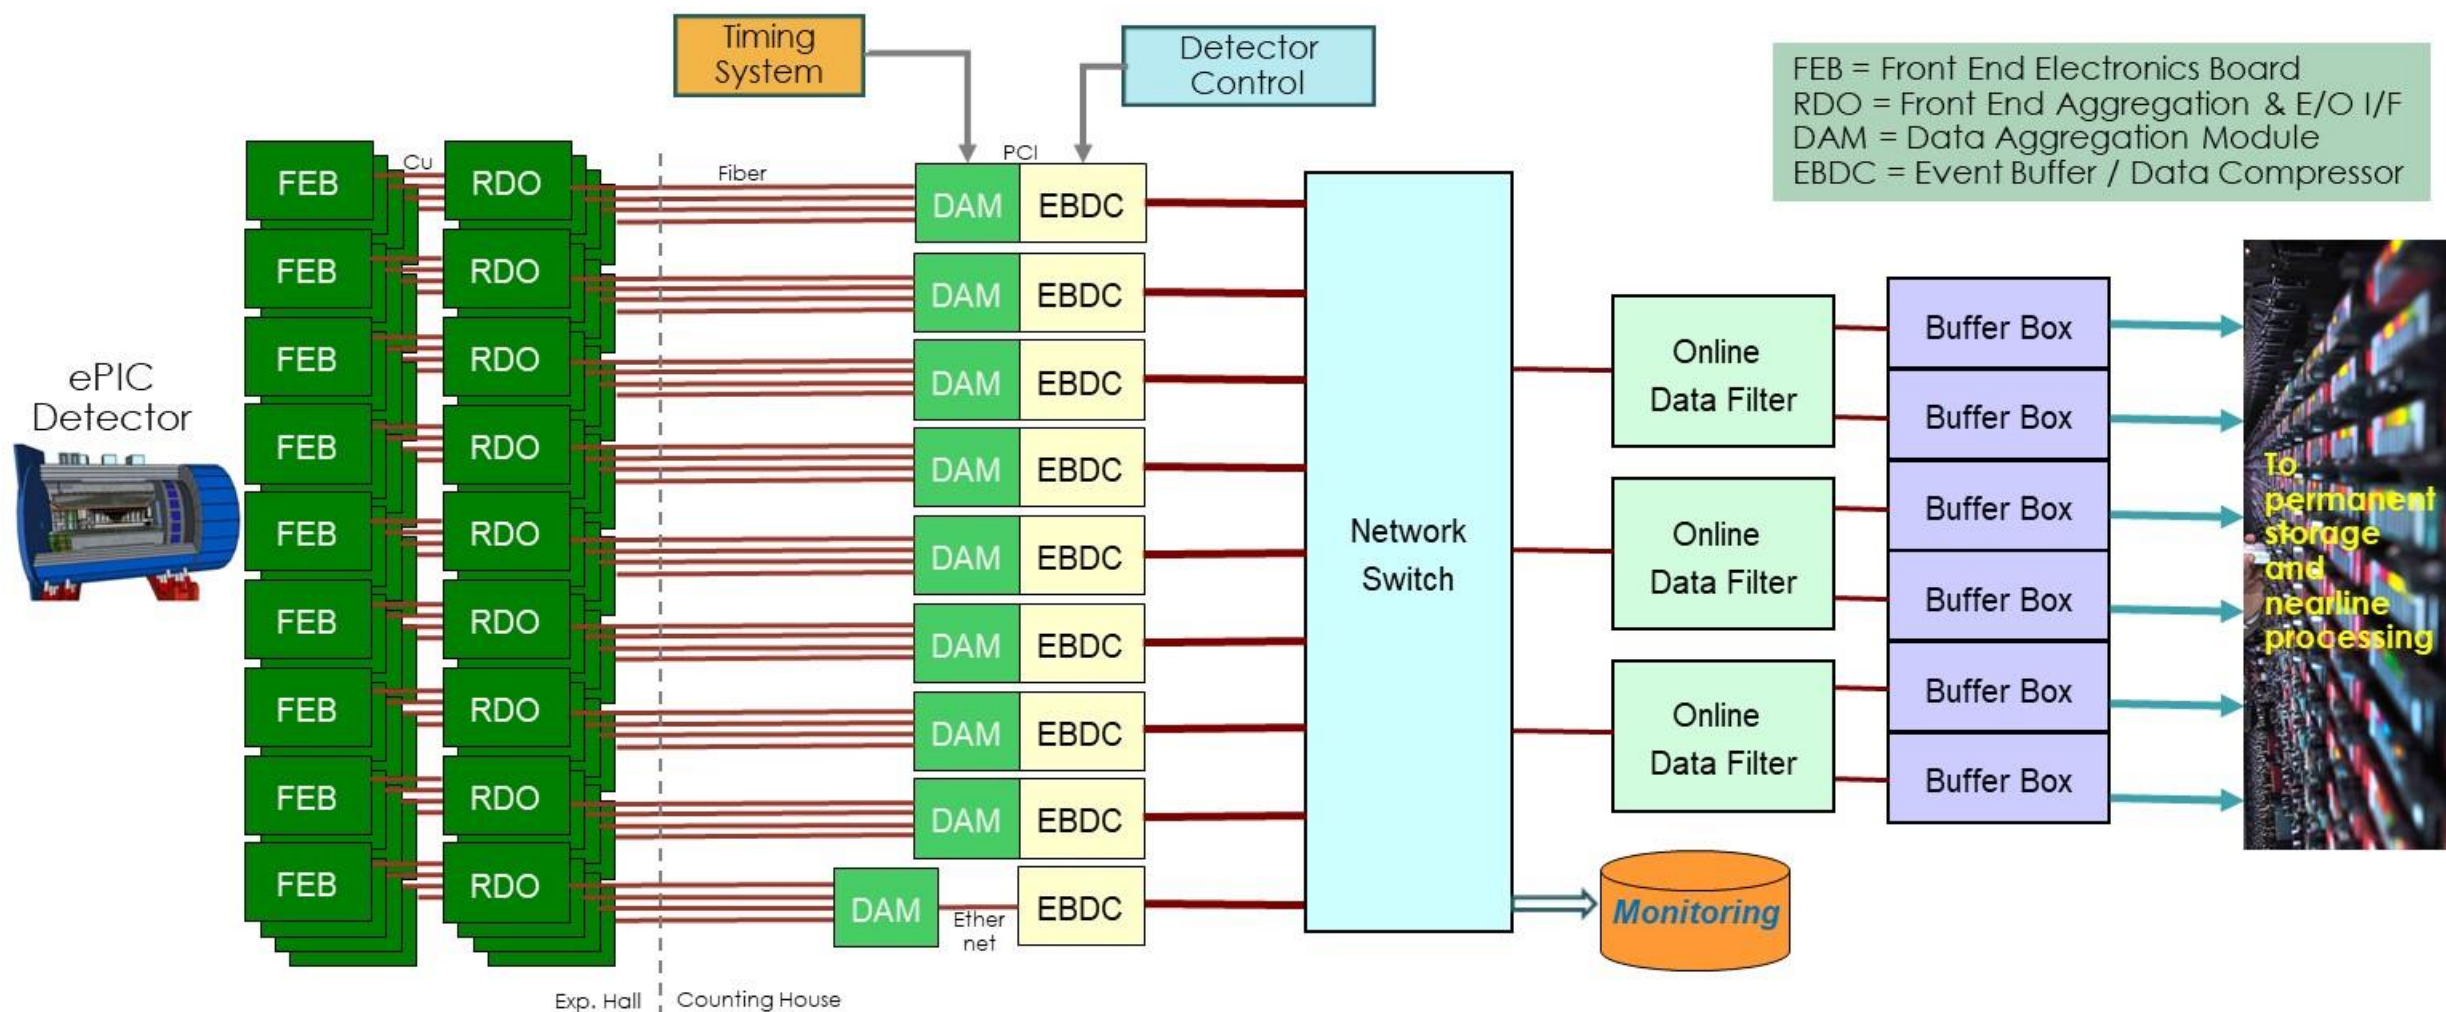 Timing
System
Detector
Control
FEB = Front End Electronics Board
RDO = Front End Aggregation & E/O I/F
DAM = Data Aggregation Module
EBDC = Event Buffer / Data Compressor
ePIC
Detector
Cu
Fiber
PCI
FEB RDO DAM EBDC
FEB RDO DAM EBDC
FEB RDO DAM EBDC
FEB RDO DAM EBDC
FEB RDO DAM EBDC
FEB RDO DAM EBDC
FEB RDO DAM EBDC
FEB RDO DAM EBDC
FEB RDO DAM EBDC
Ether
net
Exp. Hall
Counting House
Network
Switch
Online
Data Filter
Online
Data Filter
Online
Data Filter
Buffer Box
Buffer Box
Buffer Box
Buffer Box
Buffer Box
Buffer Box
Monitoring
To
permanent
storage
and
nearline
processing